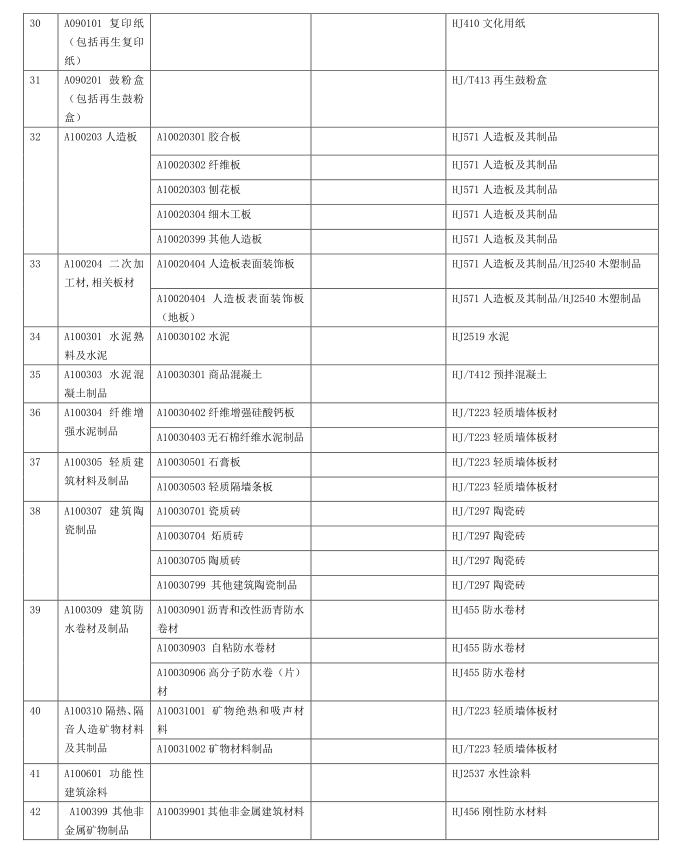 30 A090101 复印纸 HJ410 文化用纸
（包括再生复印
纸）
31 A090201 鼓粉盒 HJ/T413 再生鼓粉盒
（包括再生鼓粉
盒）
32 A100203 人造板 A10020301 胶合板 HJ571 人造板及其制品
A10020302 纤维板 HJ571 人造板及其制品
A10020303 刨花板 HJ571 人造板及其制品
A10020304 细木工板 HJ571 人造板及其制品
A10020399 其他人造板 HJ571 人造板及其制品
33 A100204 二次加 A10020404 人造板表面装饰板 HJ571 人造板及其制品/HJ2540 木塑制品
工材,相关板材
A10020404 人造板表面装饰板 HJ571 人造板及其制品/HJ2540 木塑制品
（地板）
34 A100301 水泥熟 A10030102 水泥 HJ2519 水泥
料及水泥
35 A100303 水泥混 A10030301 商品混凝土 HJ/T412 预拌混凝土
凝土制品
36 A100304 纤维增 A10030402 纤维增强硅酸钙板 HJ/T223 轻质墙体板材
强水泥制品
A10030403 无石棉纤维水泥制品 HJ/T223 轻质墙体板材
37 A100305 轻质建 A10030501 石膏板 HJ/T223 轻质墙体板材
筑材料及制品
A10030503 轻质隔墙条板 HJ/T223 轻质墙体板材
38 A100307 建筑陶 A10030701 瓷质砖 HJ/T297 陶瓷砖
瓷制品
A10030704 炻质砖 HJ/T297 陶瓷砖
A10030705 陶质砖 HJ/T297 陶瓷砖
A10030799 其他建筑陶瓷制品 HJ/T297 陶瓷砖
39 A100309 建筑防 A10030901 沥青和改性沥青防水 HJ455 防水卷材
水卷材及制品 卷材
A10030903 自粘防水卷材 HJ455 防水卷材
A10030906 高分子防水卷（片） HJ455 防水卷材
材
40 A100310 隔热、隔 A10031001 矿物绝热和吸声材 HJ/T223 轻质墙体板材
音人造矿物材料 料
及其制品 A10031002 矿物材料制品 HJ/T223 轻质墙体板材
41 A100601 功能性 HJ2537 水性涂料
建筑涂料
42 A100399 其他非 A10039901 其他非金属建筑材料 HJ456 刚性防水材料
金属矿物制品